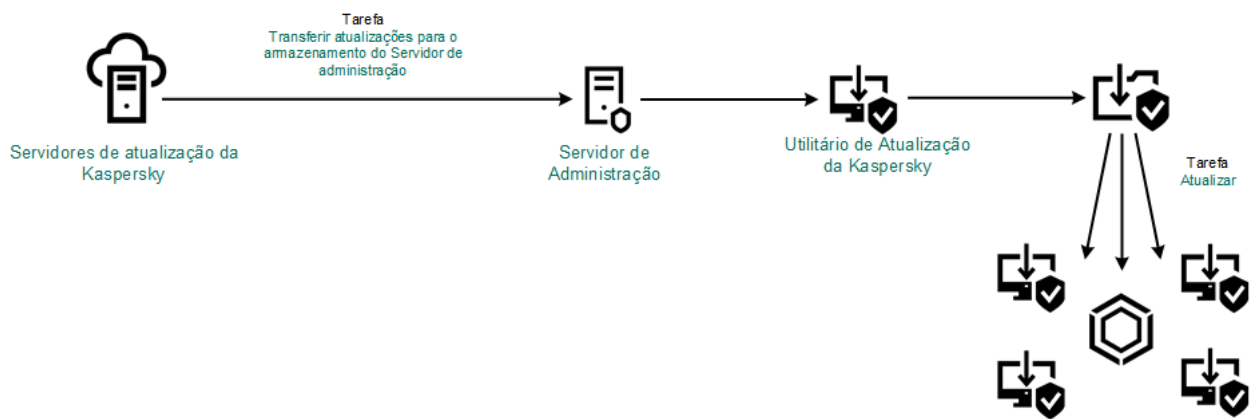 Tarefa
Transferir atualizações para o
armazenamento do Servidor de
administração
Servidores de atualização da
Kaspersky
Servidor de
Administração
Utilitário de Atualização
da Kaspersky
Tarefa
Atualizar